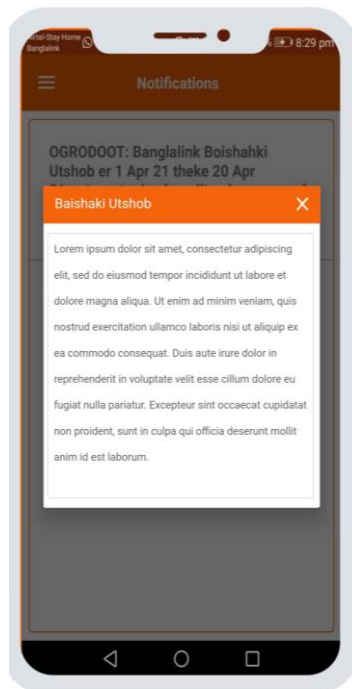 Airtel-Stay Home
Banglalink
8:29 pm
Notifications
OGRODOOT: Banglalink Boishahki
Utshob er 1 Apr 21 theke 20 Apr
Baishaki Utshob
Lorem ipsum dolor sit amet, consectetur adipiscing
elit, sed do eiusmod tempor incididunt ut labore et
dolore magna aliqua. Ut enim ad minim veniam, quis
nostrud exercitation ullamco laboris nisi ut aliquip ex
ea commodo consequat. Duis aute irure dolor in
reprehenderit in voluptate velit esse cillum dolore eu
fugiat nulla pariatur. Excepteur sint occaecat cupidatat
non proident, sunt in culpa qui officia deserunt mollit
anim id est laborum.